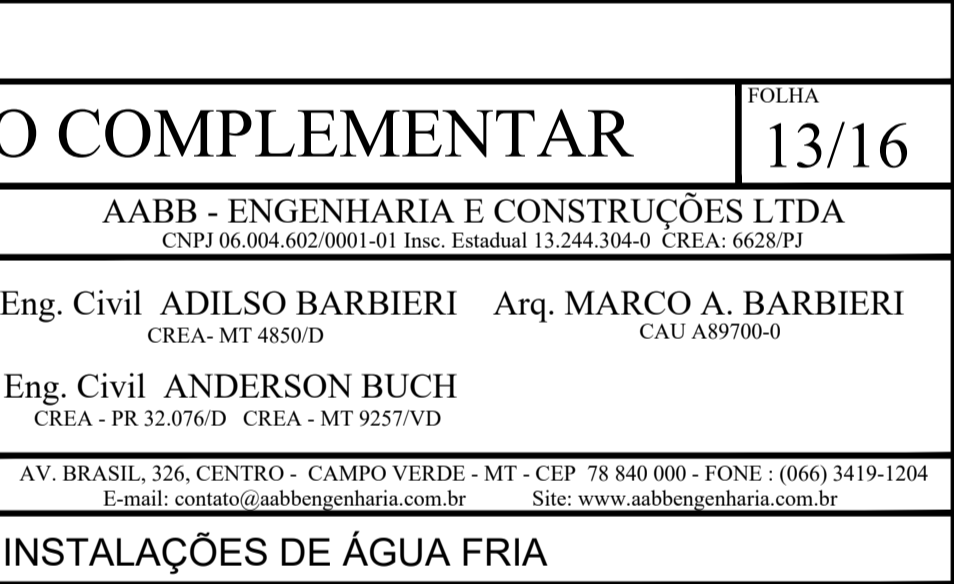 FOLHA
O COMPLEMENTAR 13/16
AABB - ENGENHARIA E CONSTRUÇÕES LTDA
CNPJ 06.004.602/0001-01 Insc. Estadual 13.244.304-0 CREA: 6628/PJ
Eng. Civil ADILSO BARBIERI Arq. MARCO A. BARBIERI
CREA- MT 4850/D CAU A89700-0
Eng. Civil ANDERSON BUCH
CREA - PR 32.076/D CREA - MT 9257/VD
AV. BRASIL, 326, CENTRO - CAMPO VERDE - MT - CEP 78 840 000 - FONE : (066) 3419-1204
E-mail: contato@aabbengenharia.com.br Site: www.aabbengenharia.com.br
INSTALAÇÕES DE ÁGUA FRIA